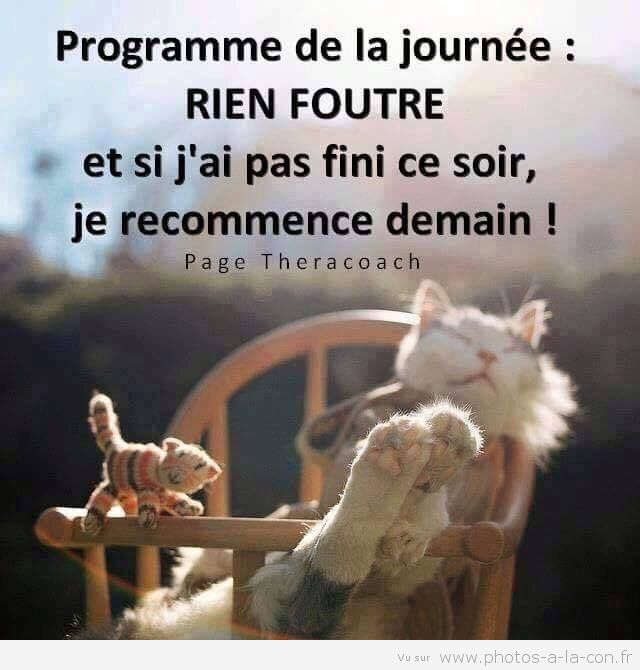 Programme de la journée :
RIEN FOUTRE
et si j'ai pas fini ce soir,
je recommence demain !
Page Theracoach
Vu sur www.photos-a-la-con.fr